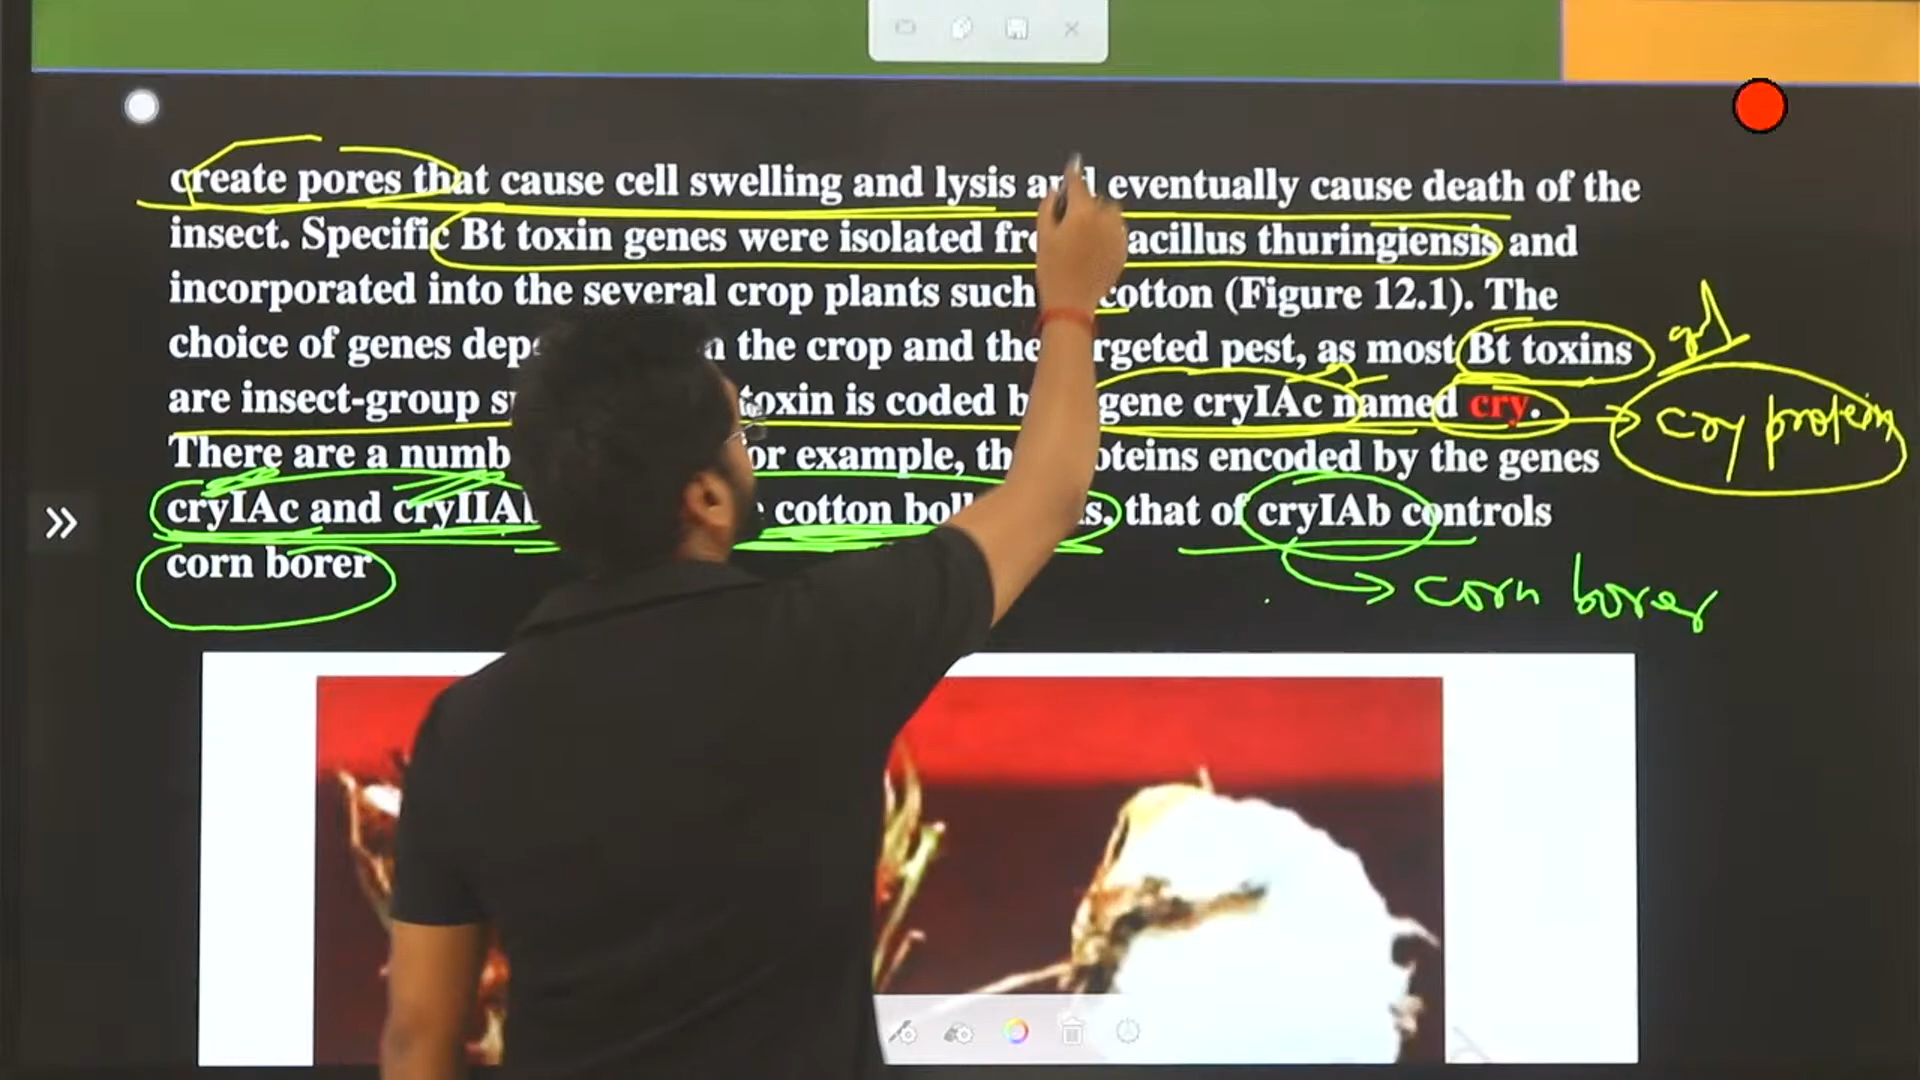 create pores that cause cell swelling and lysis and eventually cause death of the
insect. Specific Bt toxin genes were isolated acillus thuringiensis and
incorporated into the several crop plants such cotton (Figure 12.1). The
choice of genes the crop and the rgeted pest, as most Bt toxins
are insect-group toxin is coded gene cryIAc named cry.
cry protein
There are a numb or example, oteins encoded by the genes
cryIAc and cryIIAb cotton bol s, that of cryIAb controls
corn borer
corn borer